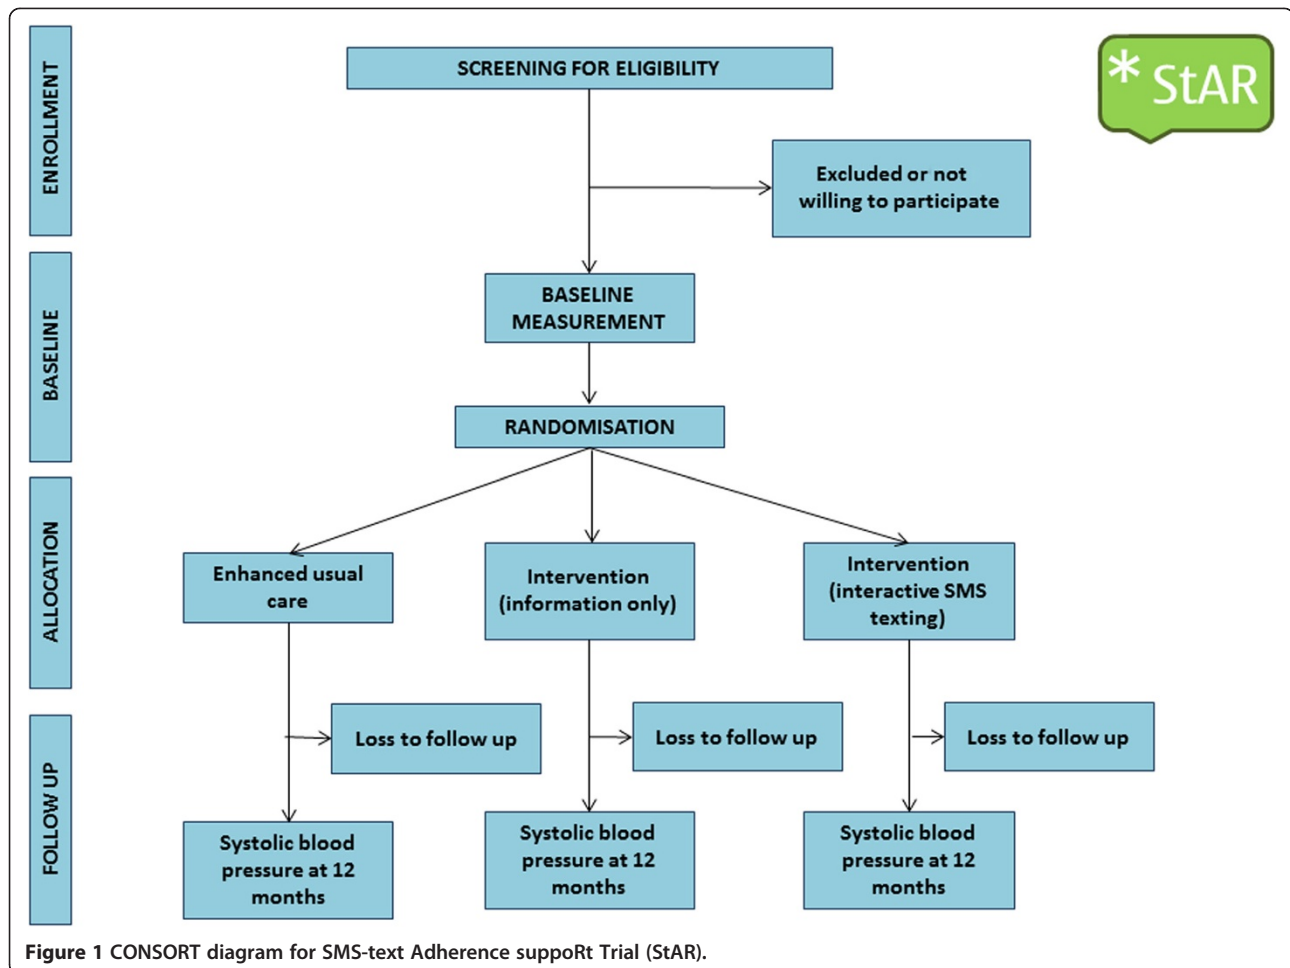 ENROLLMENT
SCREENING FOR ELIGIBILITY
* StAR
Excluded or not
willing to participate
BASELINE
BASELINE
MEASUREMENT
RANDOMISATION
ALLOCATION
Enhanced usual
care
Intervention
(information only)
Intervention
(interactive SMS
texting)
FOLLOW UP
Loss to follow up
Loss to follow up
Loss to follow up
Systolic blood
pressure at 12
months
Systolic blood
pressure at 12
months
Systolic blood
pressure at 12
months
Figure 1 CONSORT diagram for SMS-text Adherence suppoRt Trial (StAR).